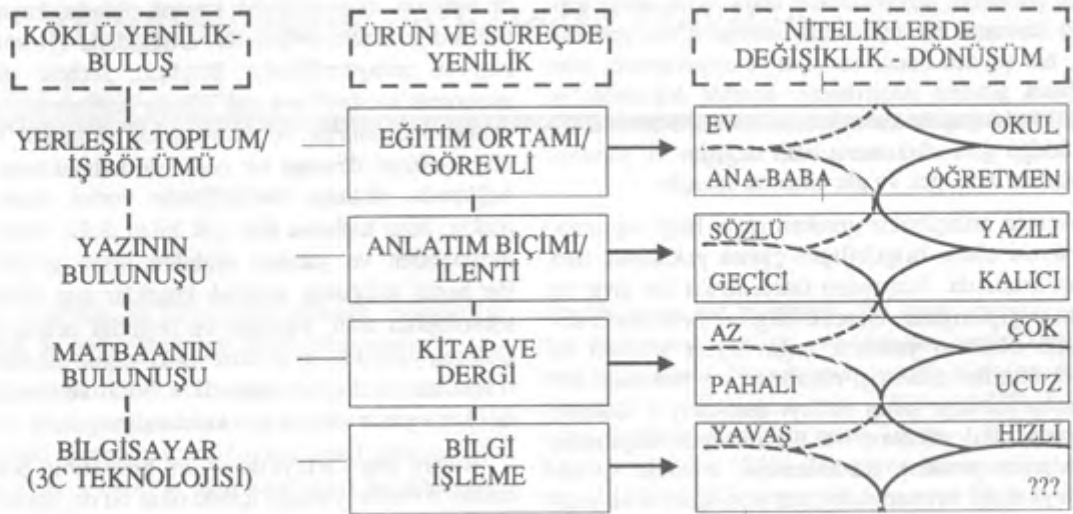 KÖKLÜ YENİLİK-
BULUŞ
ÜRÜN VE SÜREÇDE
YENİLİK
NİTELİKLERDE
DEĞİŞİKLİK - DÖNÜŞÜM
YERLEŞİK TOPLUM/
İŞ BÖLÜMÜ
EĞİTİM ORTAMI/
GÖREVLİ
EV
OKUL
ANA-BABA
ÖĞRETMEN
YAZININ
BULUNUŞU
ANLATIM BİÇİMİ/
İLENTİ
SÖZLÜ
YAZILI
GEÇİCİ
KALICI
MATBAANIN
BULUNUŞU
KİTAP VE
DERGİ
AZ
ÇOK
PAHALİ
UCUZ
BİLGİSAYAR
(3C TEKNOLOJİSİ)
BİLGİ
İŞLEME
YAVAŞ
HIZLİ
???